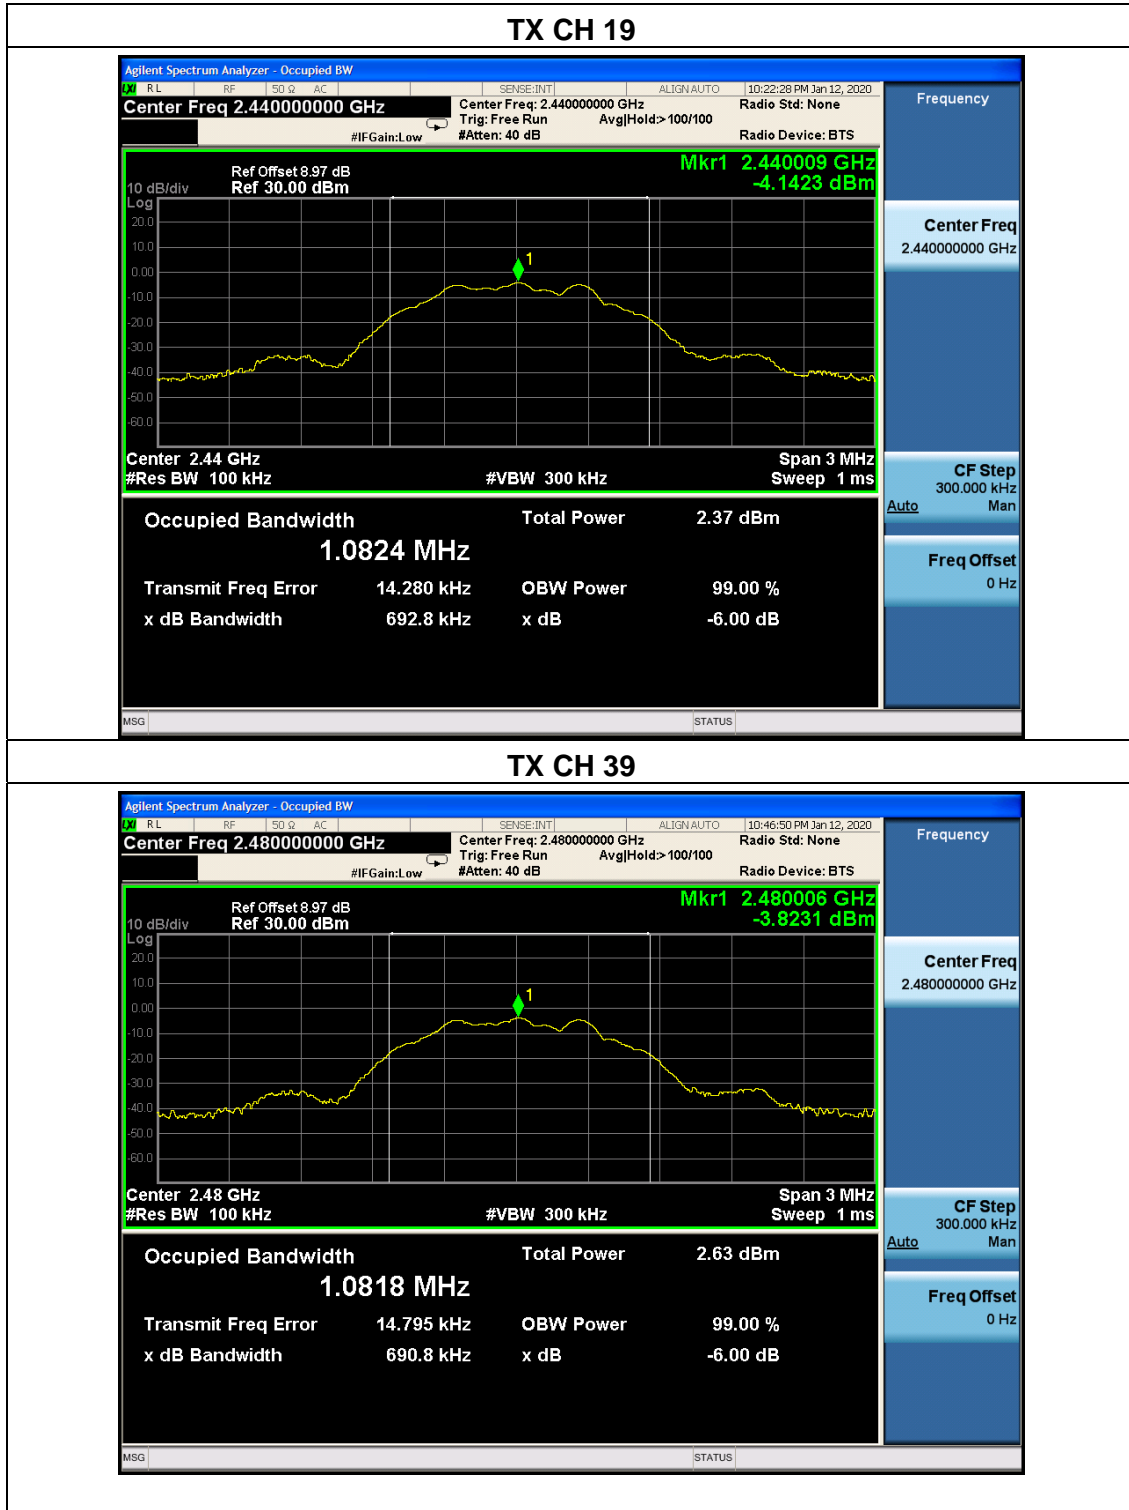 TX CH 19
Agilent Spectrum Analyzer - Occupied BW
LXI RL RF 50 Ω AC SENSE:INT ALIGN AUTO 10:22:28 PM Jan 12, 2020
Center Freq 2.440000000 GHz
Center Freq: 2.440000000 GHz Radio Std: None
Trig: Free Run Avg|Hold:>100/100
#IFGain:Low #Atten: 40 dB Radio Device: BTS
Frequency
Mkr1 2.440009 GHz
-4.1423 dBm
Ref Offset 8.97 dB
10 dB/div Ref 30.00 dBm
Log
20.0
10.0
0.00
-10.0
-20.0
-30.0
-40.0
-50.0
-60.0
1
Center Freq
2.440000000 GHz
Center 2.44 GHz Span 3 MHz
#Res BW 100 kHz #VBW 300 kHz Sweep 1 ms
CF Step
300.000 kHz
Auto Man
Occupied Bandwidth Total Power 2.37 dBm
1.0824 MHz
Transmit Freq Error 14.280 kHz OBW Power 99.00 %
x dB Bandwidth 692.8 kHz x dB -6.00 dB
Freq Offset
0 Hz
MSG STATUS
TX CH 39
Agilent Spectrum Analyzer - Occupied BW
LXI RL RF 50 Ω AC SENSE:INT ALIGN AUTO 10:46:50 PM Jan 12, 2020
Center Freq 2.480000000 GHz
Center Freq: 2.480000000 GHz Radio Std: None
Trig: Free Run Avg|Hold:>100/100
#IFGain:Low #Atten: 40 dB Radio Device: BTS
Frequency
Mkr1 2.480006 GHz
-3.8231 dBm
Ref Offset 8.97 dB
10 dB/div Ref 30.00 dBm
Log
20.0
10.0
0.00
-10.0
-20.0
-30.0
-40.0
-50.0
-60.0
1
Center Freq
2.480000000 GHz
Center 2.48 GHz Span 3 MHz
#Res BW 100 kHz #VBW 300 kHz Sweep 1 ms
CF Step
300.000 kHz
Auto Man
Occupied Bandwidth Total Power 2.63 dBm
1.0818 MHz
Transmit Freq Error 14.795 kHz OBW Power 99.00 %
x dB Bandwidth 690.8 kHz x dB -6.00 dB
Freq Offset
0 Hz
MSG STATUS